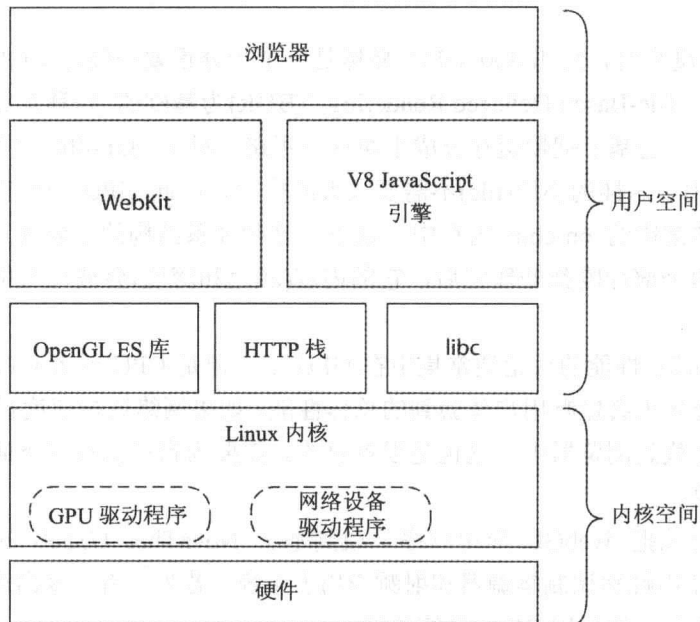 浏览器
WebKit
V8 JavaScript
引擎
用户空间
OpenGL ES 库
HTTP 栈
libc
Linux 内核
GPU 驱动程序
网络设备
驱动程序
内核空间
硬件